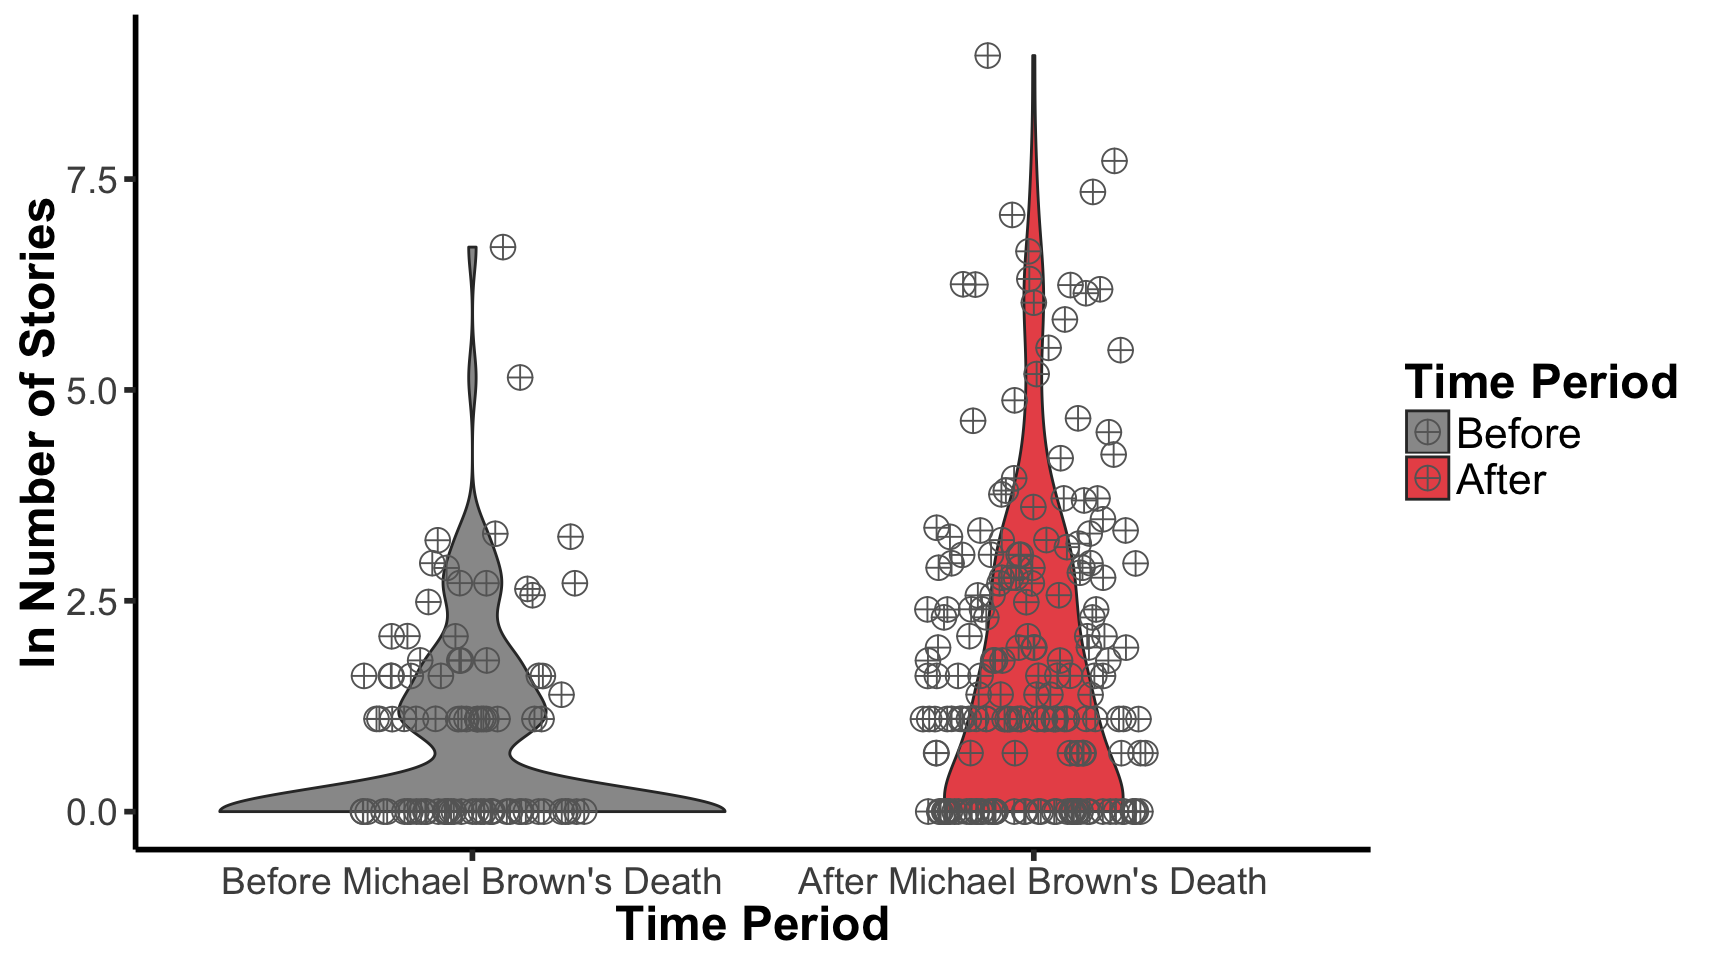 ln Number of Stories
7.5
5.0
2.5
0.0
Before Michael Brown's Death
After Michael Brown's Death
Time Period
Time Period
Before
After